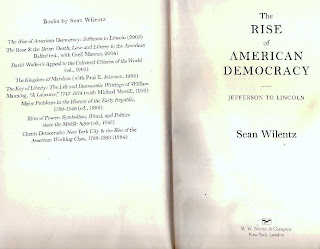 Books by Sean Wilentz
The Rise of American Democracy: Jefferson to Lincoln (2005)
The Rose & the Briar: Death, Love and Liberty in the American
Ballad (ed., with Greil Marcus, 2004)
David Walker's Appeal to the Coloured Citizens of the World
(ed., 1995)
The Kingdom of Matthias (with Paul E. Johnson, 1994)
The Key of Liberty: The Life and Democratic Writings of William
Manning, "A Laborer," 1747–1814 (with Michael Merrill, 1993)
Major Problems in the History of the Early Republic,
1789–1848 (ed., 1992)
Rites of Power: Symbolism, Ritual, and Politics
since the Middle Ages (ed., 1985)
Chants Democratic: New York City & the Rise of the
American Working Class, 1788–1850 (1984)
The
RISE
of
AMERICAN
DEMOCRACY
JEFFERSON TO LINCOLN
Sean Wilentz
W. W. Norton & Company
New York London